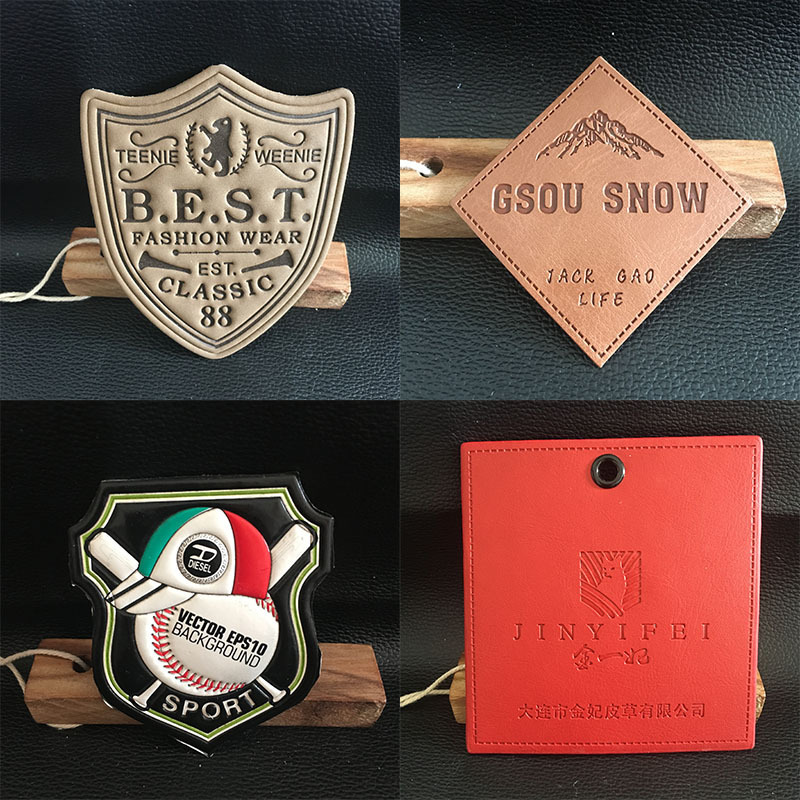 TEENIE WEENIE
B.E.S.T.
FASHION WEAR
EST.
CLASSIC
88
GSOU SNOW
JACK GAO
LIFE
DIESEL
VECTOR EPS10
BACKGROUND
SPORT
JINYIFEI
金一妃
大连市金妃皮草有限公司